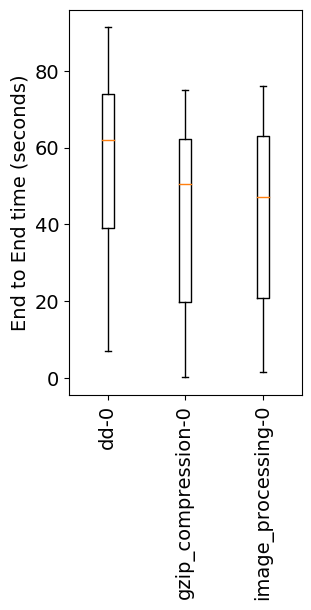 End to End time (seconds)
80
60
40
20
0
dd-0
gzip_compression-0
image_processing-0